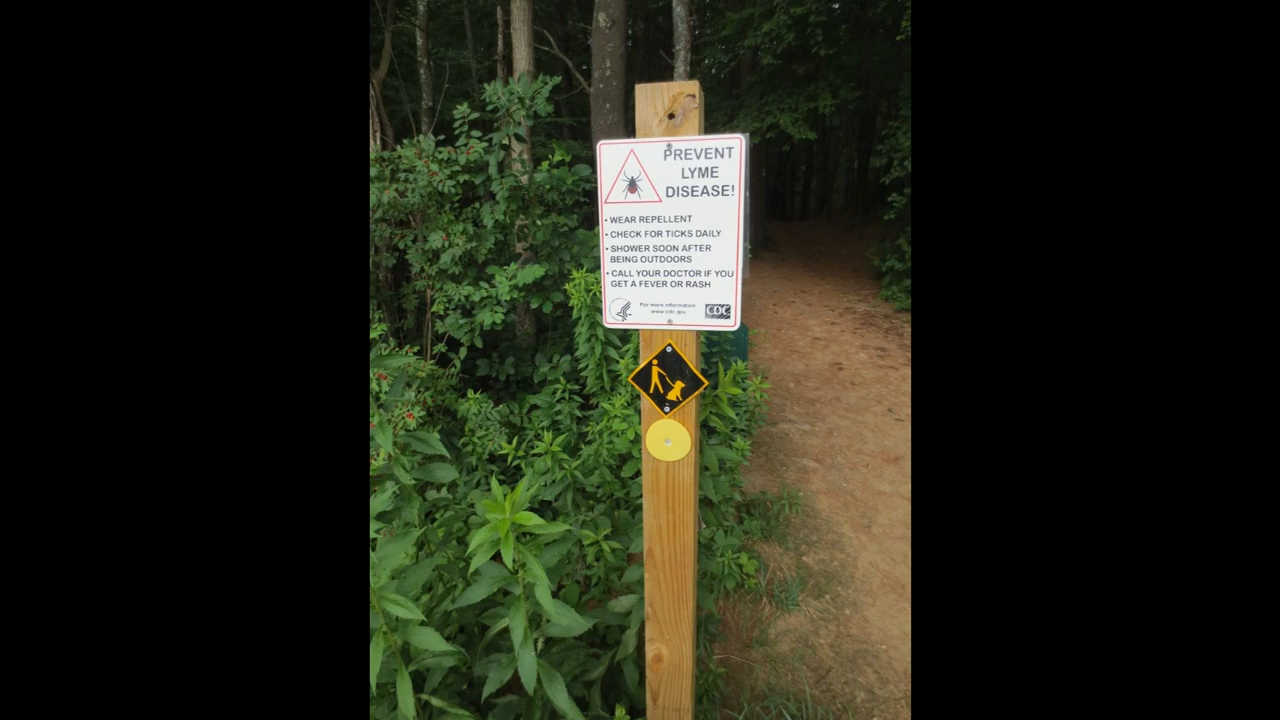 PREVENT
LYME
DISEASE!
• WEAR REPELLENT
• CHECK FOR TICKS DAILY
• SHOWER SOON AFTER
BEING OUTDOORS
• CALL YOUR DOCTOR IF YOU
GET A FEVER OR RASH
For more information
www.cdc.gov
CDC